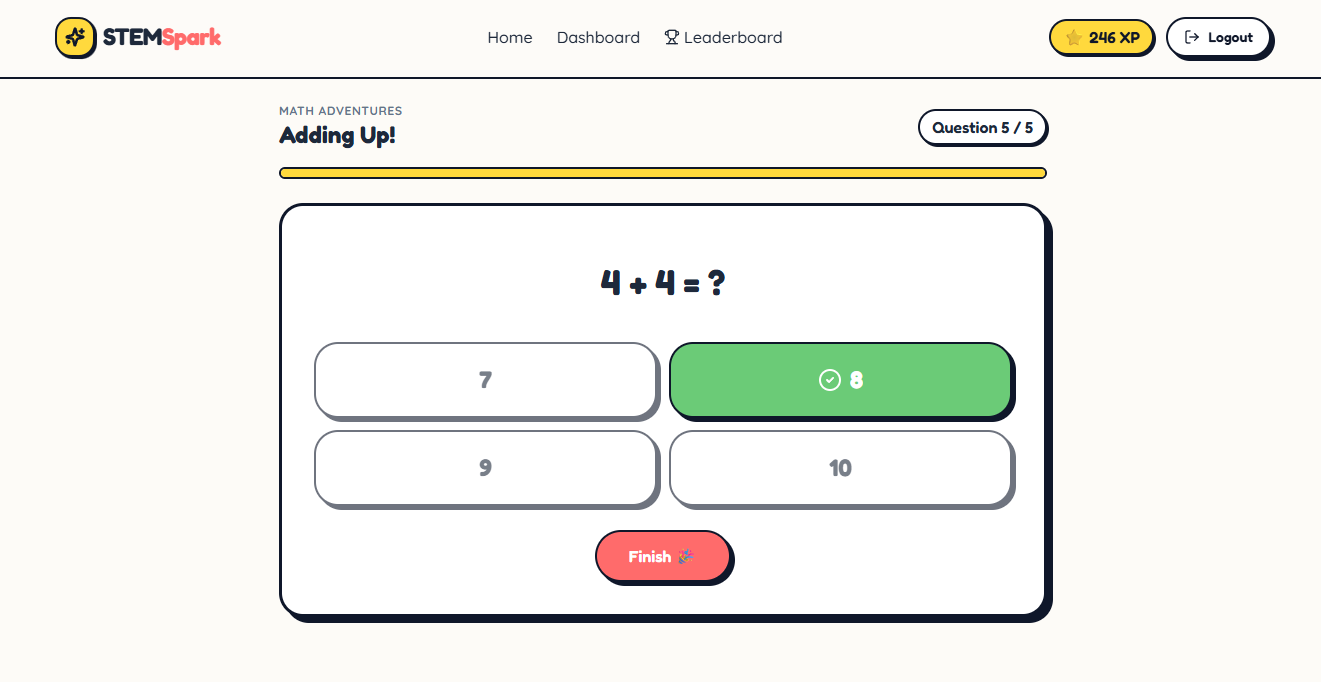 STEMSpark
Home Dashboard Leaderboard
246 XP
Logout
MATH ADVENTURES
Adding Up!
Question 5 / 5
4 + 4 = ?
7
8
9
10
Finish